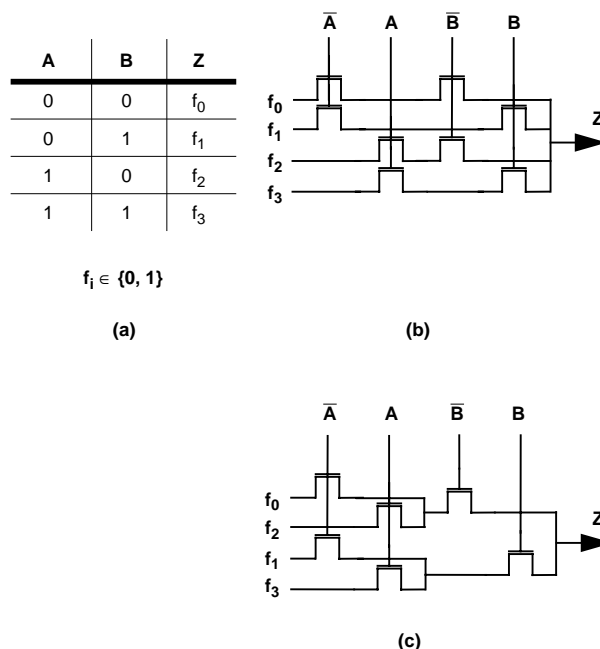 A B Z
0 0 f₀
0 1 f₁
1 0 f₂
1 1 f₃
fᵢ ∈ {0, 1}
(a)
A̅ A B̅ B
f₀
f₁
f₂
f₃
Z
(b)
A̅ A B̅ B
f₀
f₂
f₁
f₃
Z
(c)